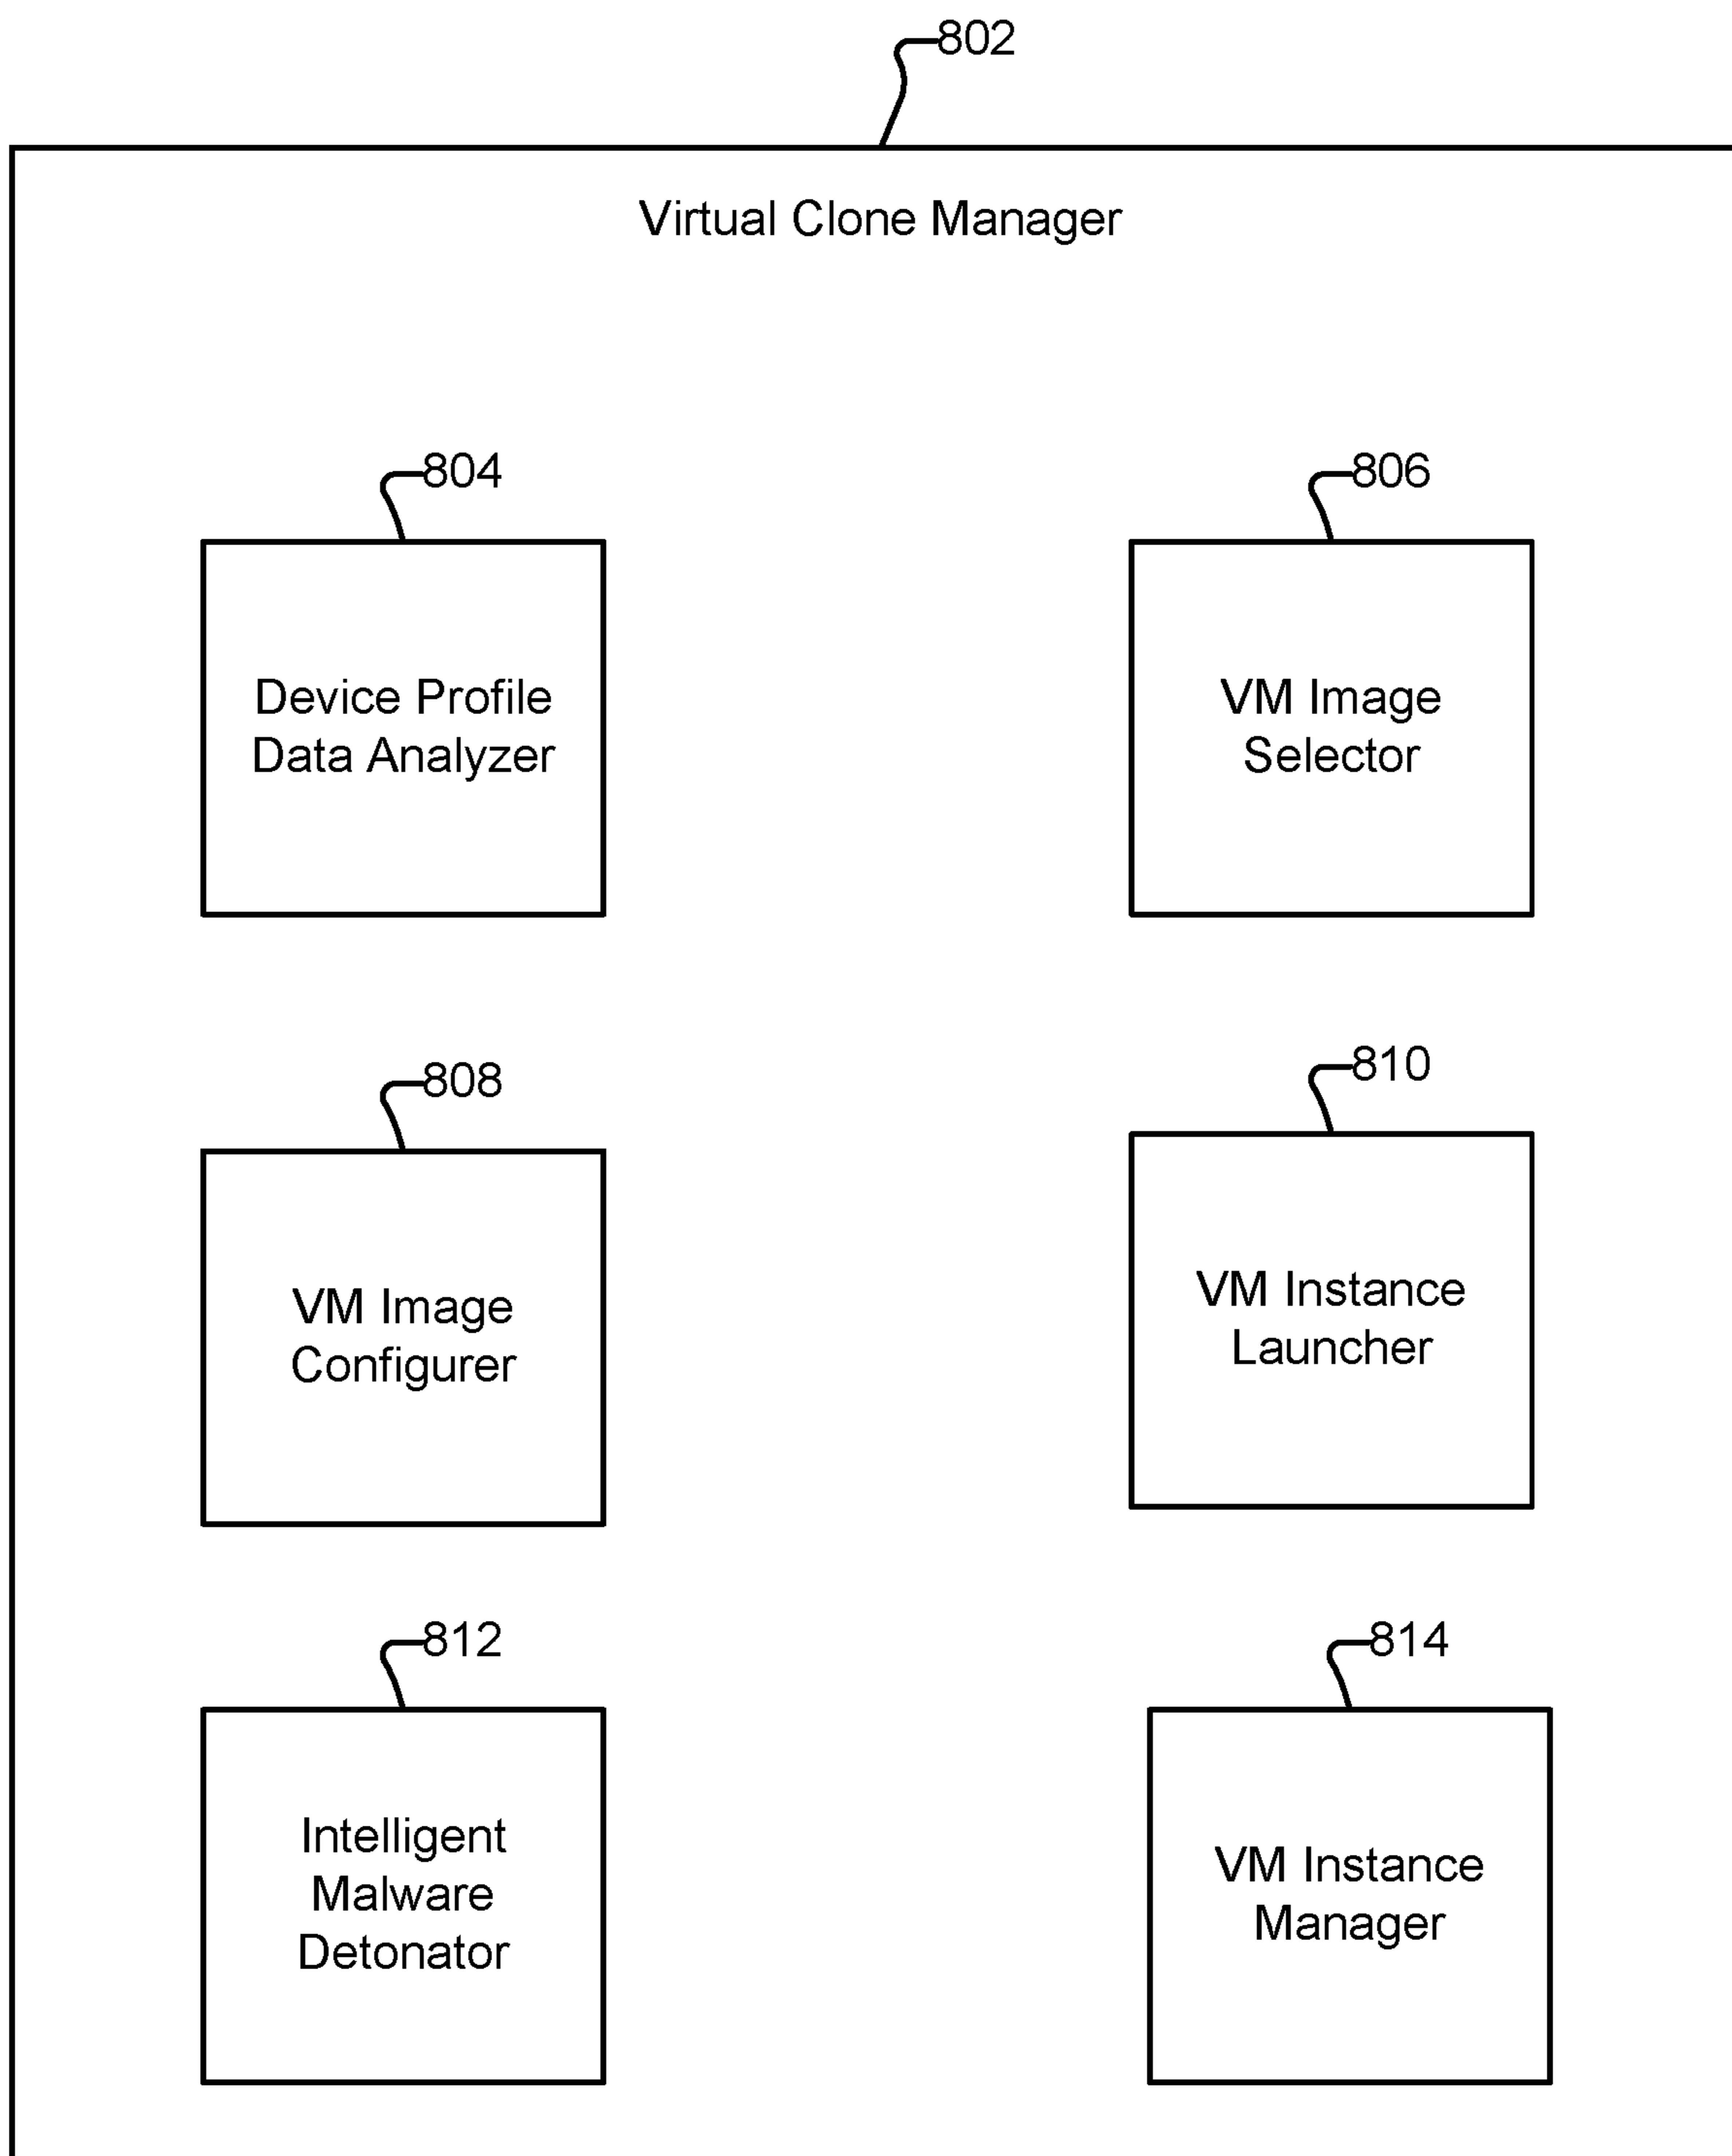 802
Virtual Clone Manager
804
806
Device Profile
Data Analyzer
VM Image
Selector
808
810
VM Image
Configurer
VM Instance
Launcher
812
814
Intelligent
Malware
Detonator
VM Instance
Manager